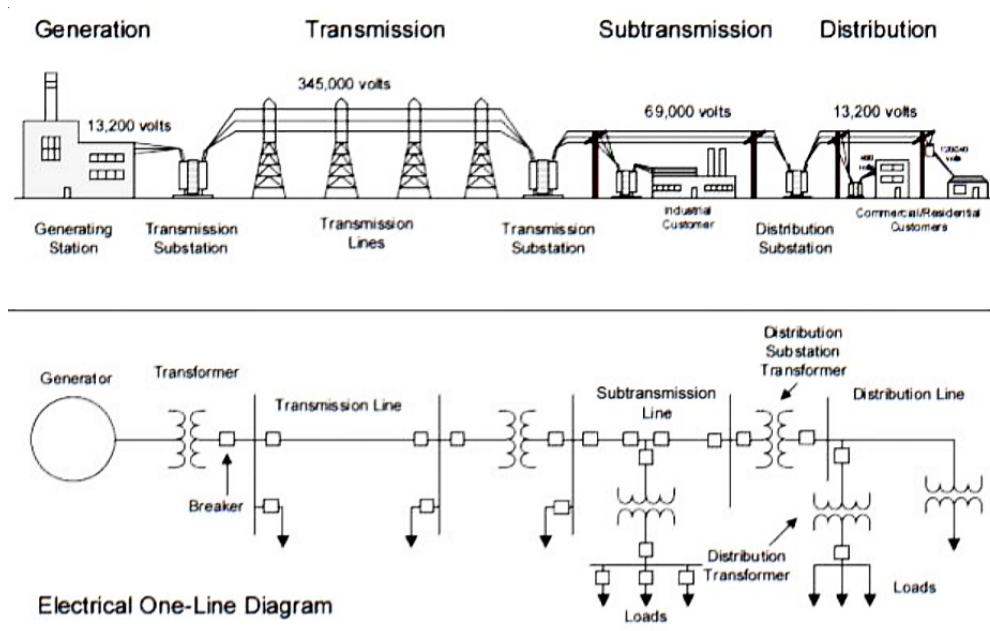 Generation
Transmission
Subtransmission
Distribution
345,000 volts
13,200 volts
69,000 volts
13,200 volts
volts
Generating
Station
Transmission
Substation
Transmission
Lines
Transmission
Substation
Industrial
Customer
Distribution
Substation
Commercial/Residential
Customers
Distribution
Substation
Transformer
Generator
Transformer
Transmission Line
Subtransmission
Line
Distribution Line
Breaker
Distribution
Transformer
Loads
Loads
Electrical One-Line Diagram